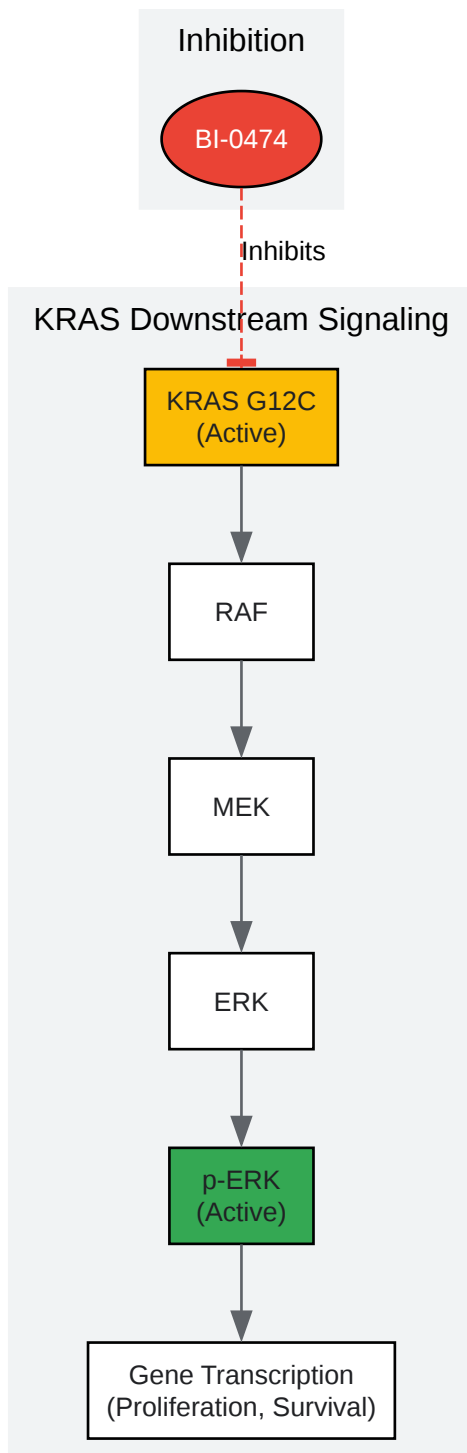 Inhibition
BI-0474
Inhibits
KRAS Downstream Signaling
KRAS G12C
(Active)
RAF
MEK
ERK
p-ERK
(Active)
Gene Transcription
(Proliferation, Survival)